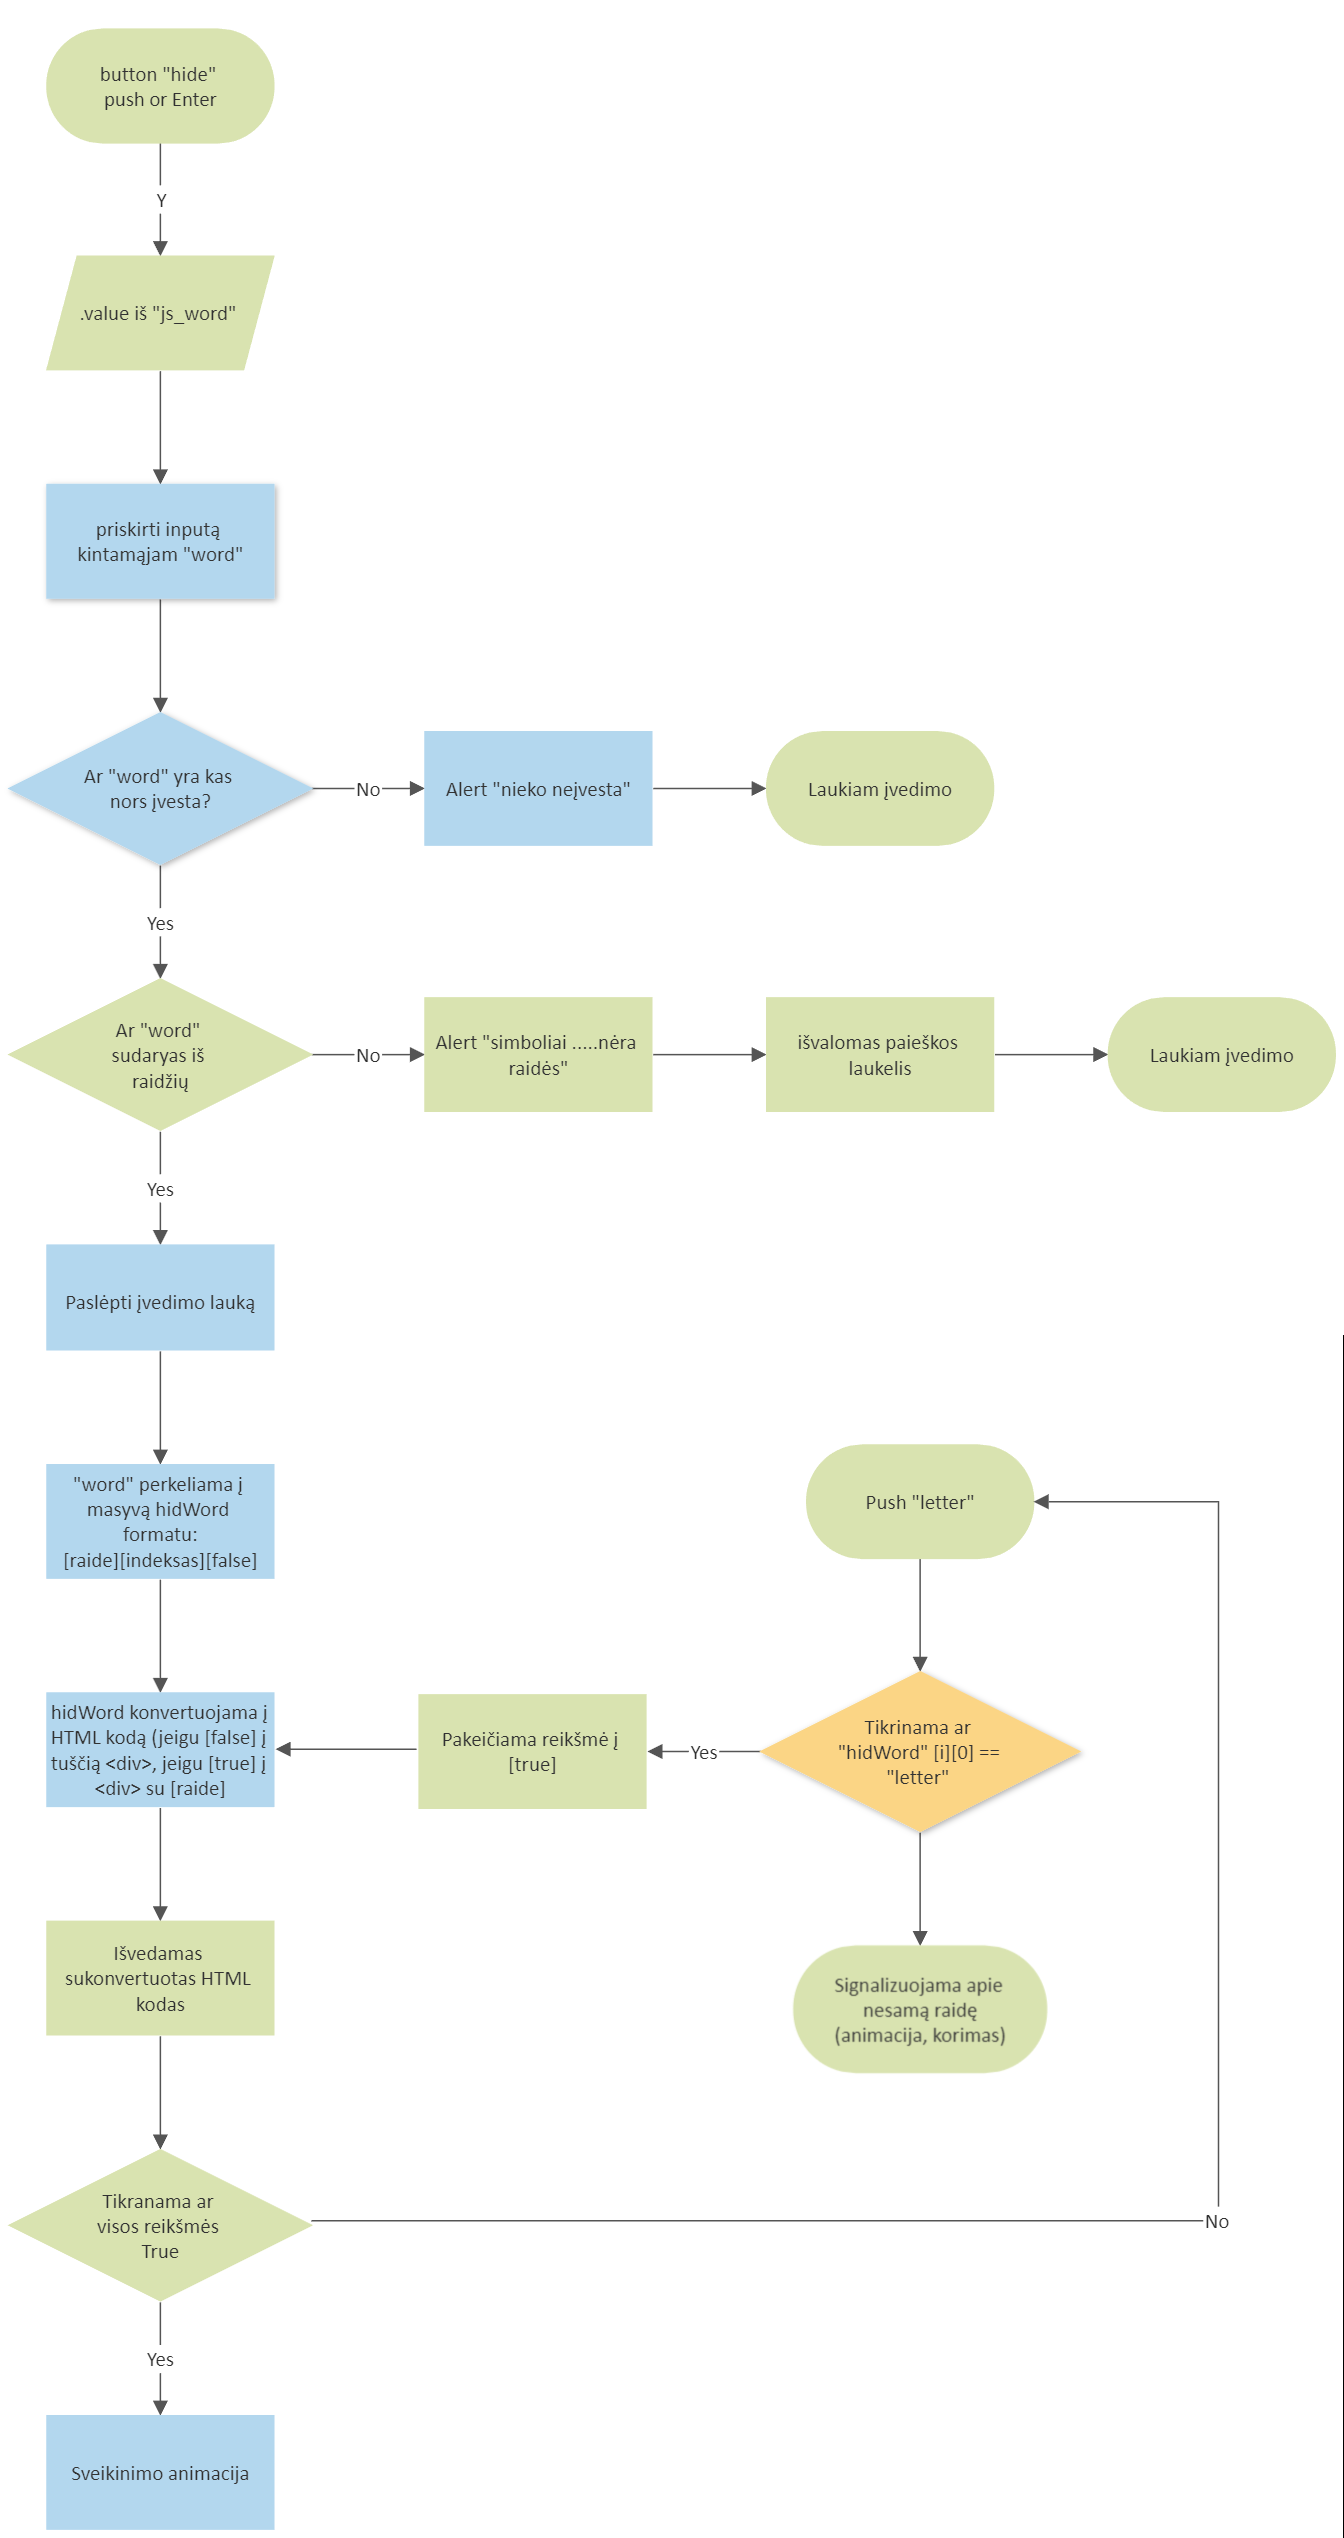 button "hide"
push or Enter
Y
.value iš "js_word"
priskirti inputą
kintamąjam "word"
Ar "word" yra kas
nors įvesta?
No
Alert "nieko neįvesta"
Laukiam įvedimo
Yes
Ar "word"
sudaryas iš
raidžių
No
Alert "simboliai .....nėra
raidės"
išvalomas paieškos
laukelis
Laukiam įvedimo
Yes
Paslėpti įvedimo lauką
"word" perkeliama į
masyvą hidWord
formatu:
[raide][indeksas][false]
Push "letter"
hidWord konvertuojama į
HTML kodą (jeigu [false] į
tuščią <div>, jeigu [true] į
<div> su [raide]
Pakeičiama reikšmė į
[true]
Yes
Tikrinama ar
"hidWord" [i][0] ==
"letter"
Išvedamas
sukonvertuotas HTML
kodas
Signalizuojama apie
nesamą raidę
(animacija, korimas)
Tikranama ar
visos reikšmės
True
No
Yes
Sveikinimo animacija